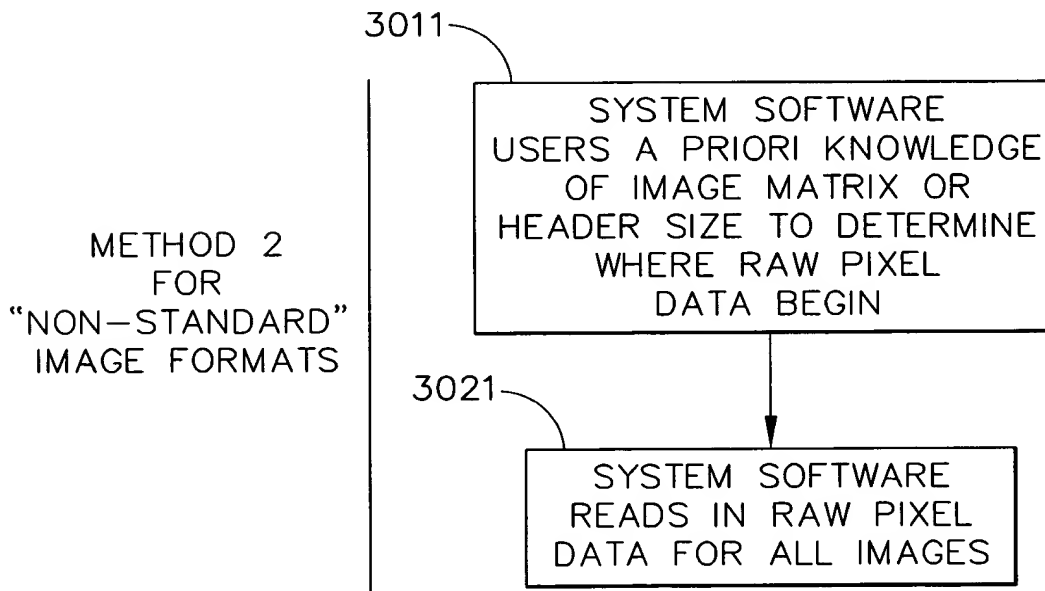 3011
SYSTEM SOFTWARE
USERS A PRIORI KNOWLEDGE
OF IMAGE MATRIX OR
HEADER SIZE TO DETERMINE
WHERE RAW PIXEL
DATA BEGIN
METHOD 2
FOR
“NON-STANDARD”
IMAGE FORMATS
3021
SYSTEM SOFTWARE
READS IN RAW PIXEL
DATA FOR ALL IMAGES